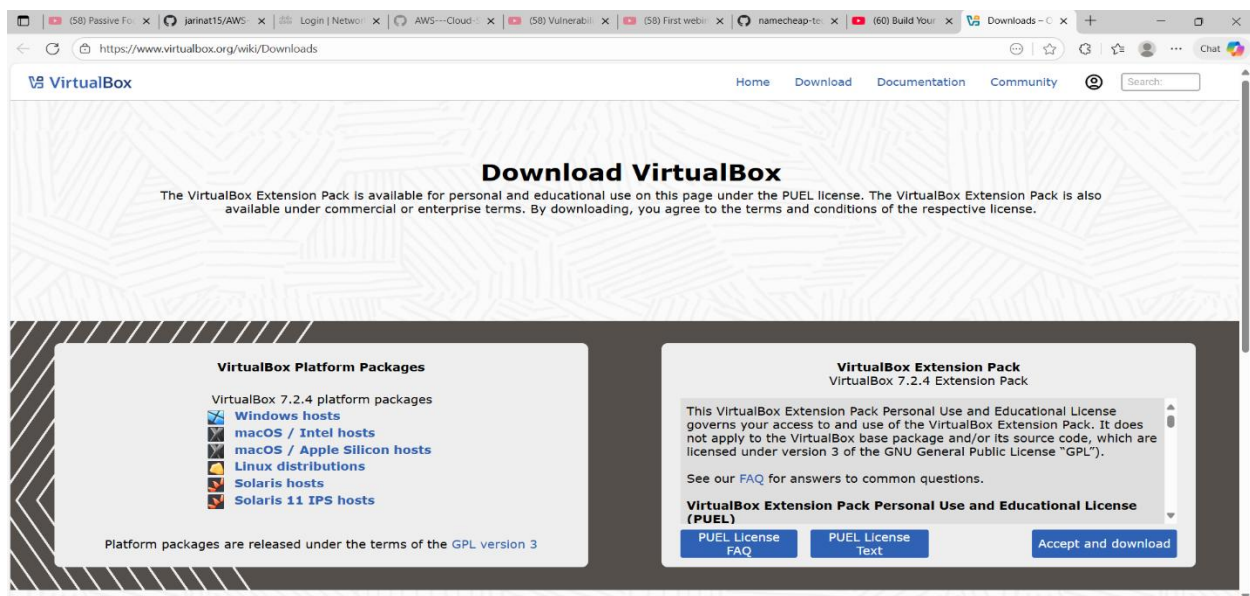 (58) Passive Fo
jarinat15/AWS-
Login | Networ
AWS---Cloud-S
(58) Vulnerabil
(58) First webin
namecheap-te
(60) Build Your
Downloads – O
https://www.virtualbox.org/wiki/Downloads
Chat
VirtualBox
Home Download Documentation Community Search:
Download VirtualBox
The VirtualBox Extension Pack is available for personal and educational use on this page under the PUEL license. The VirtualBox Extension Pack is also
available under commercial or enterprise terms. By downloading, you agree to the terms and conditions of the respective license.
VirtualBox Platform Packages
VirtualBox 7.2.4 platform packages
Windows hosts
macOS / Intel hosts
macOS / Apple Silicon hosts
Linux distributions
Solaris hosts
Solaris 11 IPS hosts
Platform packages are released under the terms of the GPL version 3
VirtualBox Extension Pack
VirtualBox 7.2.4 Extension Pack
This VirtualBox Extension Pack Personal Use and Educational License
governs your access to and use of the VirtualBox Extension Pack. It does
not apply to the VirtualBox base package and/or its source code, which are
licensed under version 3 of the GNU General Public License “GPL”).
See our FAQ for answers to common questions.
VirtualBox Extension Pack Personal Use and Educational License
(PUEL)
PUEL License
FAQ
PUEL License
Text
Accept and download